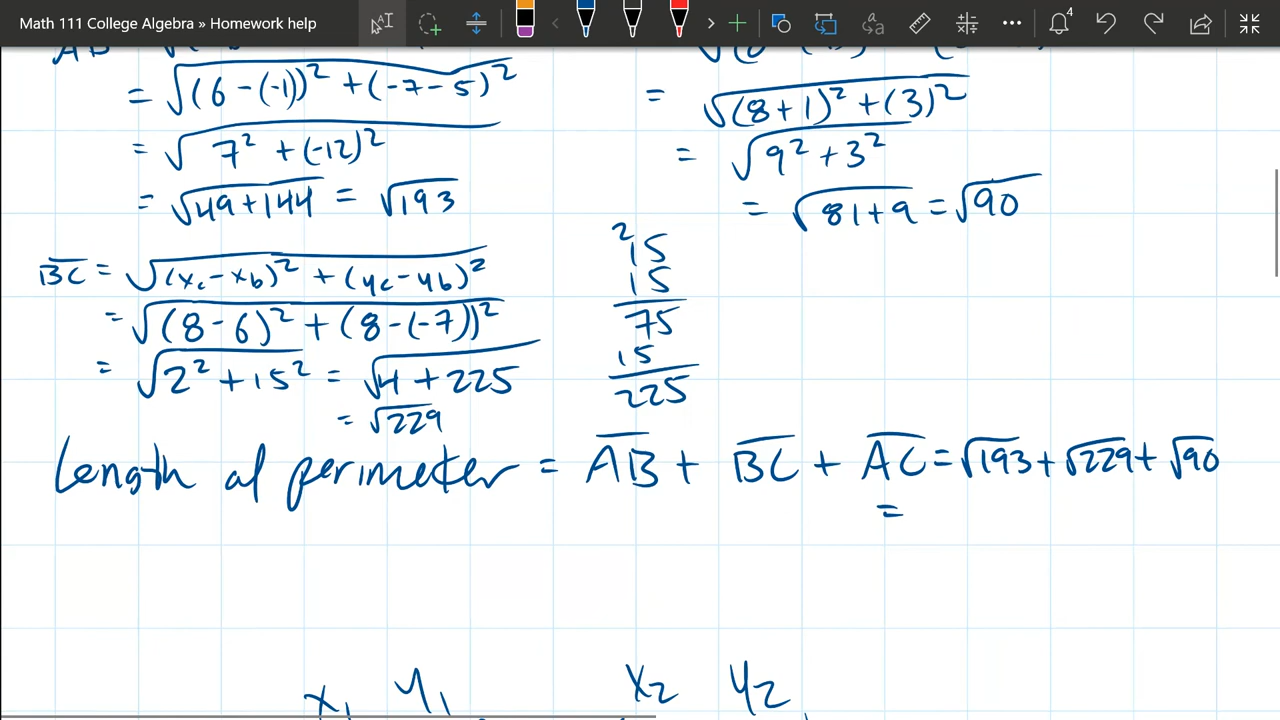 Math 111 College Algebra » Homework help
4
AB
= √(6-(-1))² + (-7-5)²
= √7² + (-12)²
= √49+144 = √193
= √(8+1)² + (3)²
= √9² + 3²
= √81+9 = √90
BC = √(xc - xb)² + (yc - yb)²
= √(8-6)² + (8-(-7))²
= √2² + 15² = √4 + 225
= √229
2
15
15
75
15
225
Length of perimeter = AB + BC + AC = √193 + √229 + √90
=
x₁ y₁ x₂ y₂